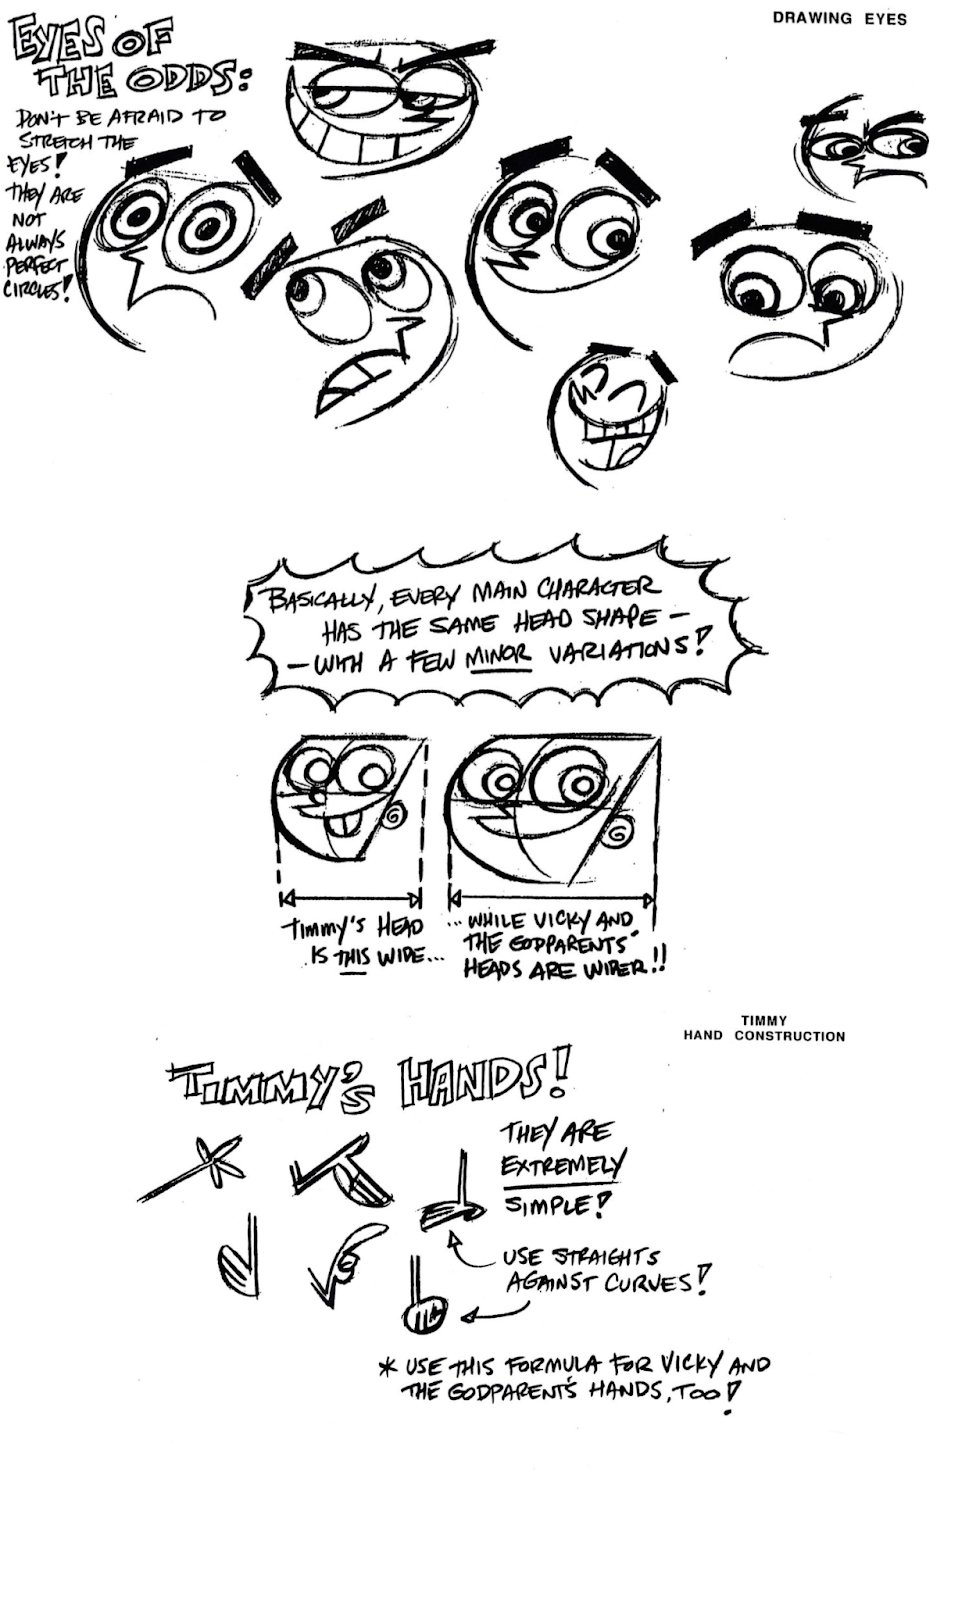 DRAWING EYES
EYES OF
THE ODDS:
DON'T BE AFRAID TO
STRETCH THE
EYES!
THEY ARE
NOT
ALWAYS
PERFECT
CIRCLES!
BASICALLY, EVERY MAIN CHARACTER
HAS THE SAME HEAD SHAPE —
— WITH A FEW MINOR VARIATIONS!
TIMMY'S HEAD
IS THIS WIDE...
...WHILE VICKY AND
THE GODPARENTS'
HEADS ARE WIDER!!
TIMMY
HAND CONSTRUCTION
TIMMY'S HANDS!
THEY ARE
EXTREMELY
SIMPLE!
USE STRAIGHTS
AGAINST CURVES!
* USE THIS FORMULA FOR VICKY AND
THE GODPARENT'S HANDS, TOO!